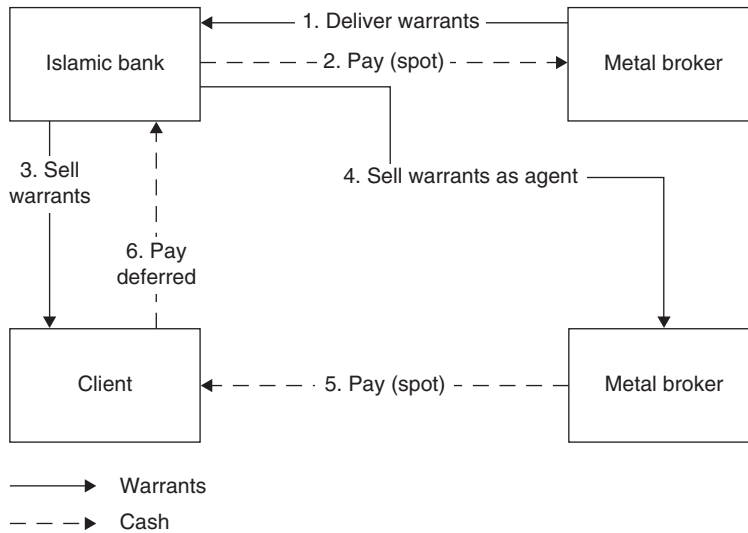 1. Deliver warrants
Islamic bank
2. Pay (spot)
Metal broker
3. Sell
warrants
4. Sell warrants as agent
6. Pay
deferred
Client
5. Pay (spot)
Metal broker
Warrants
Cash